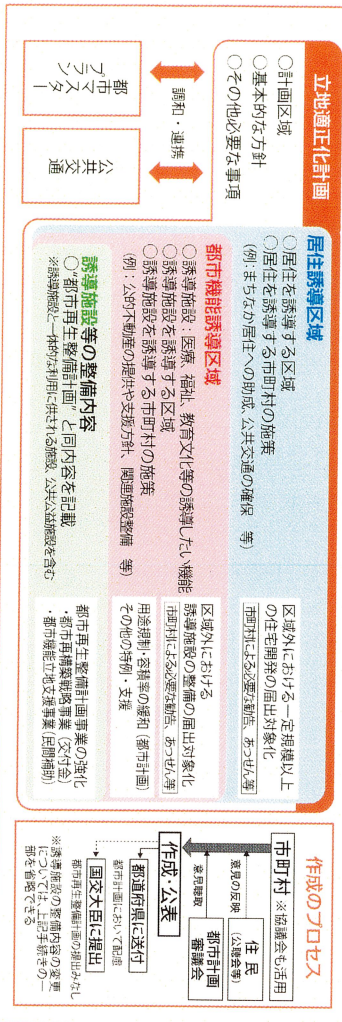 立地適正化計画
○計画区域
○基本的な方針
○その他必要な事項
調和・連携
都市マスタープラン
公共交通
居住誘導区域
○居住を誘導する区域
○居住を誘導する市町村の施策
(例:まちなか居住への助成、公共交通の確保 等)
区域外における一定規模以上
の住宅開発の届出対象化
市町村による必要な勧告、あっせん等
都市機能誘導区域
○誘導施設:医療、福祉、教育文化等の誘導したい機能
○誘導施設を誘導する区域
○誘導施設を誘導する市町村の施策
(例:公的不動産の提供や支援方針、関連施設整備 等)
区域外における
誘導施設の整備の届出対象化
市町村による必要な勧告、あっせん等
用途規制・容積率の緩和(都市計画)
その他の特例・支援
誘導施設等の整備内容
○“都市再生整備計画”と同内容を記載
※誘導施設と一体的な利用に供される施設、公共公益施設を含む
都市再生整備計画事業の強化
・都市再構築戦略事業(交付金)
・都市機能立地支援事業(民間補助)
作成のプロセス
市町村 ※協議会も活用
意見の反映
住民
(公聴会等)
意見聴取
都市計画
審議会
作成・公表
都道府県に送付
都市計画において配慮
国交大臣に提出
都市再生整備計画の提出みなし
※誘導施設の整備内容の変更
については、上記手続きの一
部を省略できる